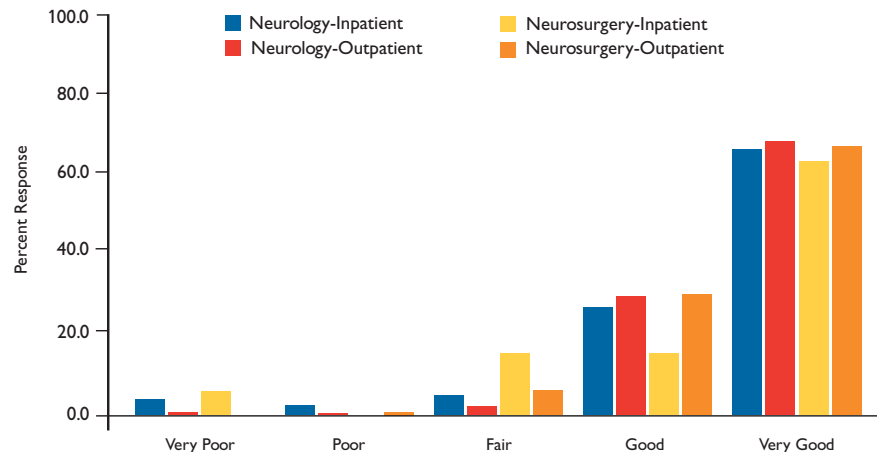 100.0
80.0
60.0
40.0
20.0
0.0
Percent Response
Neurology-Inpatient
Neurology-Outpatient
Neurosurgery-Inpatient
Neurosurgery-Outpatient
Very Poor
Poor
Fair
Good
Very Good